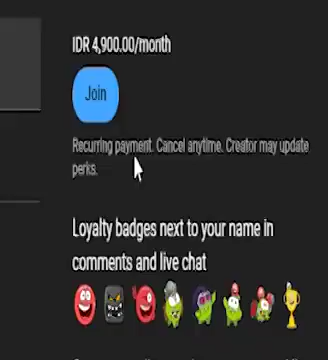 IDR 4,900.00/month
Join
Recurring payment. Cancel anytime. Creator may update
perks.
Loyalty badges next to your name in
comments and live chat